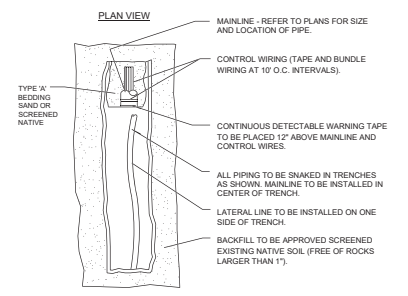 PLAN VIEW
MAINLINE - REFER TO PLANS FOR SIZE
AND LOCATION OF PIPE.
CONTROL WIRING (TAPE AND BUNDLE
WIRING AT 10' O.C. INTERVALS).
TYPE 'A'
BEDDING
SAND OR
SCREENED
NATIVE
CONTINUOUS DETECTABLE WARNING TAPE
TO BE PLACED 12" ABOVE MAINLINE AND
CONTROL WIRES.
ALL PIPING TO BE SNAKED IN TRENCHES
AS SHOWN. MAINLINE TO BE INSTALLED IN
CENTER OF TRENCH.
LATERAL LINE TO BE INSTALLED ON ONE
SIDE OF TRENCH.
BACKFILL TO BE APPROVED SCREENED
EXISTING NATIVE SOIL (FREE OF ROCKS
LARGER THAN 1").